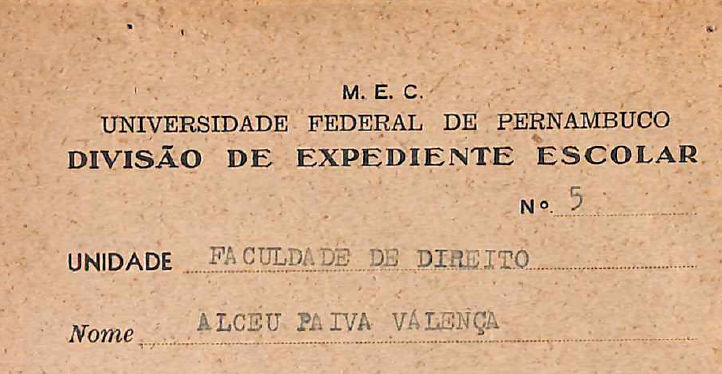 M. E. C.
UNIVERSIDADE FEDERAL DE PERNAMBUCO
DIVISÃO DE EXPEDIENTE ESCOLAR
Nº 5
UNIDADE FACULDADE DE DIREITO
Nome ALCEU PAIVA VALENÇA